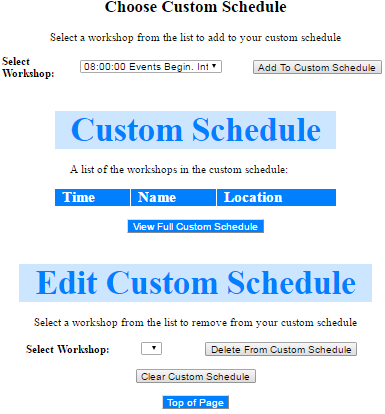 Choose Custom Schedule
Select a workshop from the list to add to your custom schedule
Select Workshop:
08:00:00 Events Begin. Int
Add To Custom Schedule
Custom Schedule
A list of the workshops in the custom schedule:
Time Name Location
View Full Custom Schedule
Edit Custom Schedule
Select a workshop from the list to remove from your custom schedule
Select Workshop:
Delete From Custom Schedule
Clear Custom Schedule
Top of Page